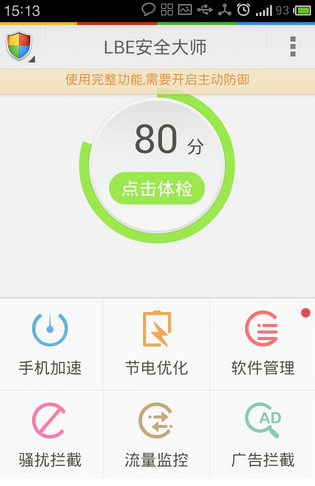 15:13 93
LBE安全大师
使用完整功能,需要开启主动防御
80 分
点击体检
手机加速 节电优化 软件管理
AD
骚扰拦截 流量监控 广告拦截